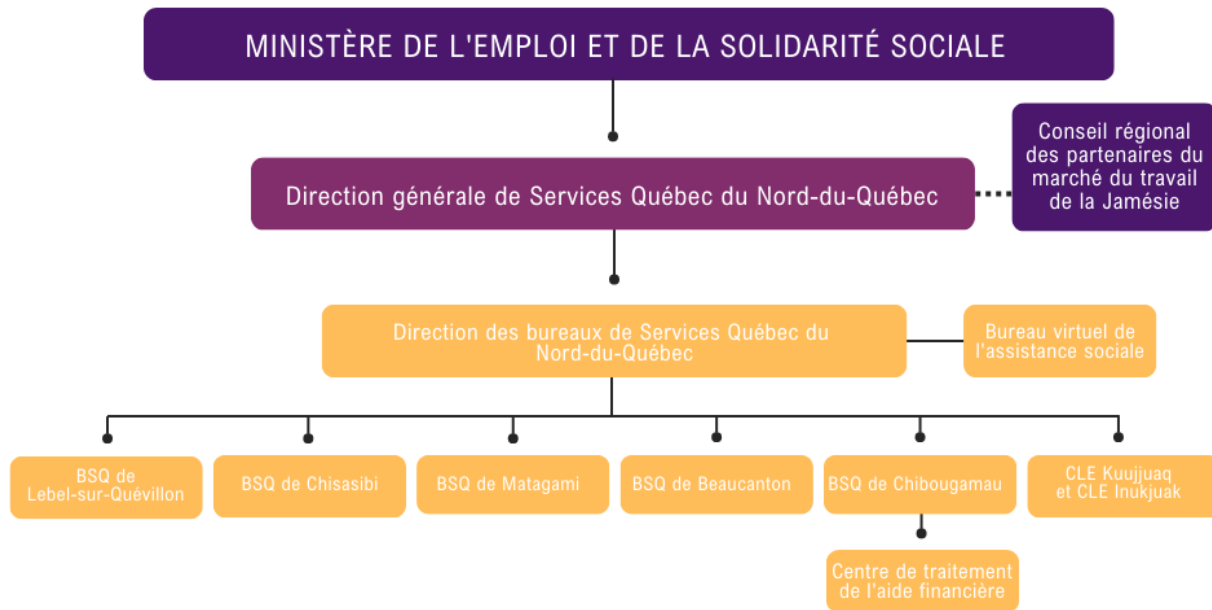 MINISTÈRE DE L'EMPLOI ET DE LA SOLIDARITÉ SOCIALE
Conseil régional
des partenaires du
marché du travail
de la Jamésie
Direction générale de Services Québec du Nord-du-Québec
Direction des bureaux de Services Québec du
Nord-du-Québec
Bureau virtuel de
l'assistance sociale
BSQ de
Lebel-sur-Quévillon
BSQ de Chisasibi
BSQ de Matagami
BSQ de Beaucanton
BSQ de Chibougamau
CLE Kuujjuaq
et CLE Inukjuak
Centre de traitement
de l'aide financière